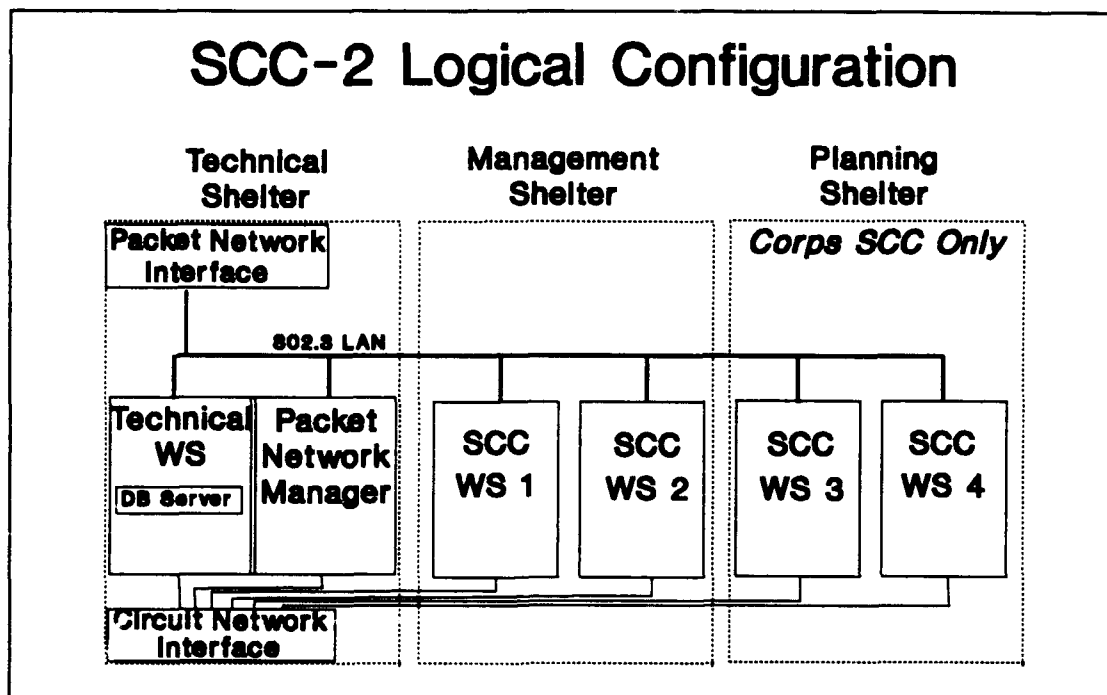 SCC-2 Logical Configuration
Technical
Shelter
Management
Shelter
Planning
Shelter
Packet Network
Interface
Corps SCC Only
802.3 LAN
Technical
WS
DB Server
Packet
Network
Manager
SCC
WS 1
SCC
WS 2
SCC
WS 3
SCC
WS 4
Circuit Network
Interface